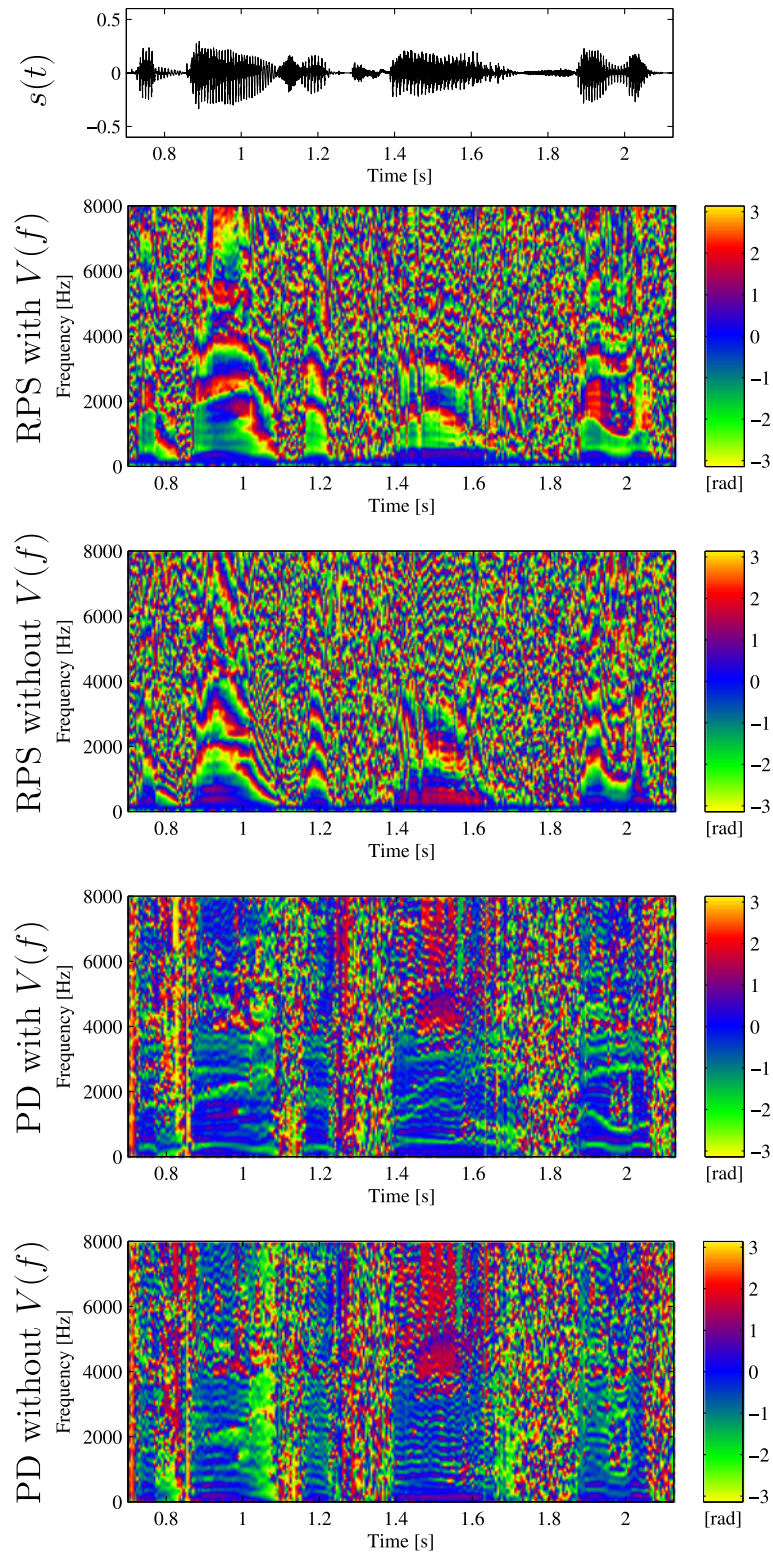 s(t)
0.5
0
−0.5
0.8 1 1.2 1.4 1.6 1.8 2
Time [s]
RPS with V(f)
Frequency [Hz]
8000
6000
4000
2000
0
0.8 1 1.2 1.4 1.6 1.8 2
Time [s]
3
2
1
0
−1
−2
−3
[rad]
RPS without V(f)
Frequency [Hz]
8000
6000
4000
2000
0
0.8 1 1.2 1.4 1.6 1.8 2
Time [s]
3
2
1
0
−1
−2
−3
[rad]
PD with V(f)
Frequency [Hz]
8000
6000
4000
2000
0
0.8 1 1.2 1.4 1.6 1.8 2
Time [s]
3
2
1
0
−1
−2
−3
[rad]
PD without V(f)
Frequency [Hz]
8000
6000
4000
2000
0
0.8 1 1.2 1.4 1.6 1.8 2
Time [s]
3
2
1
0
−1
−2
−3
[rad]